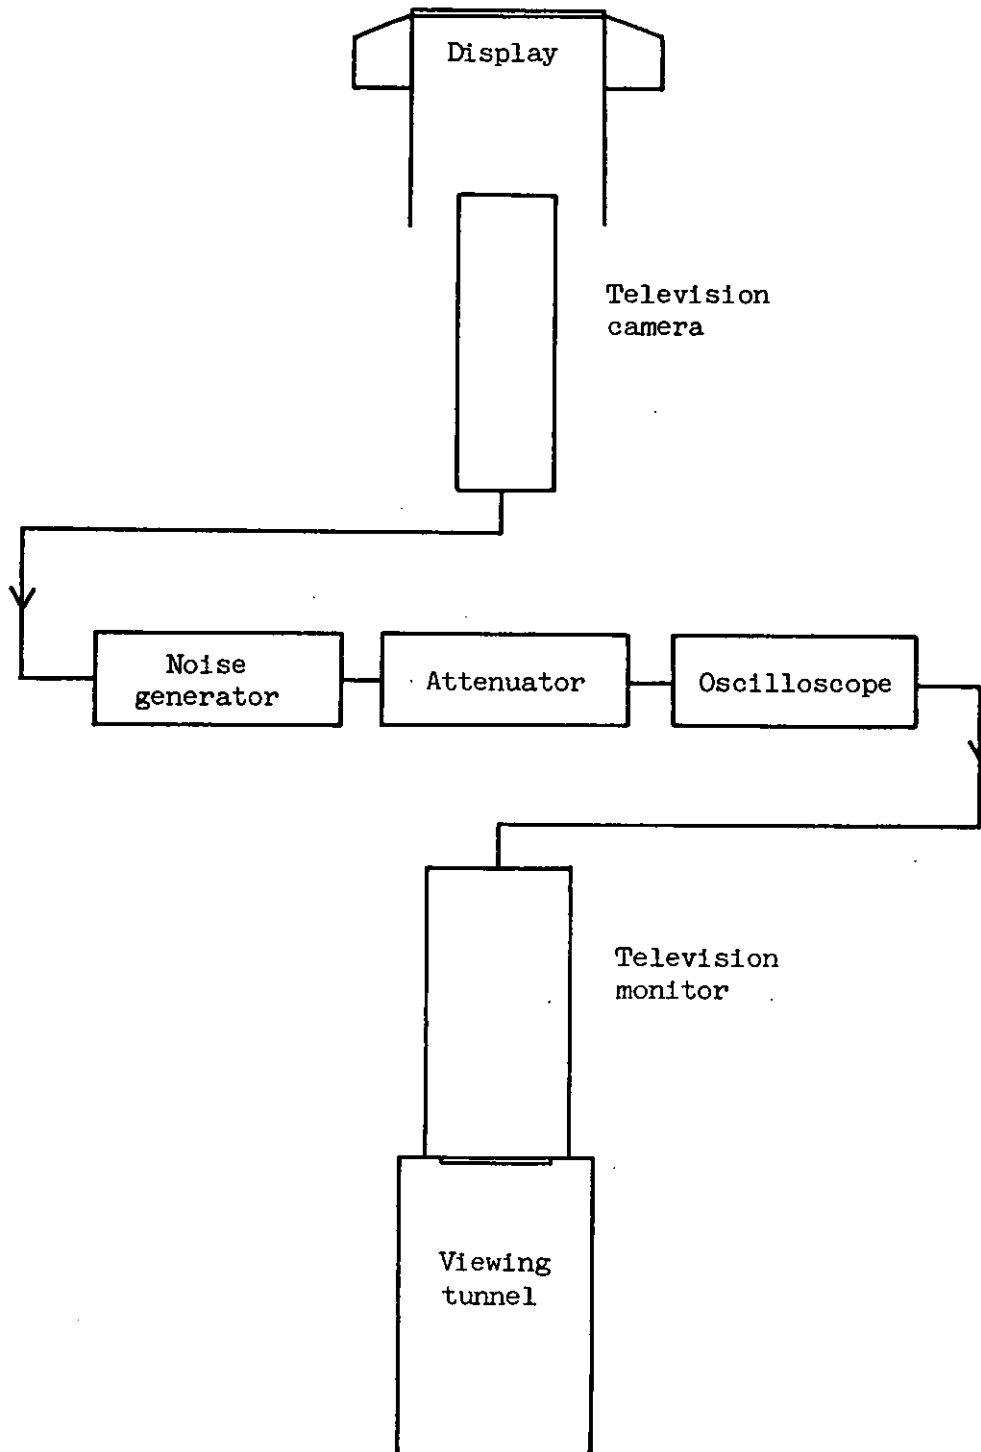 Display
Television
camera
Noise
generator
Attenuator
Oscilloscope
Television
monitor
Viewing
tunnel